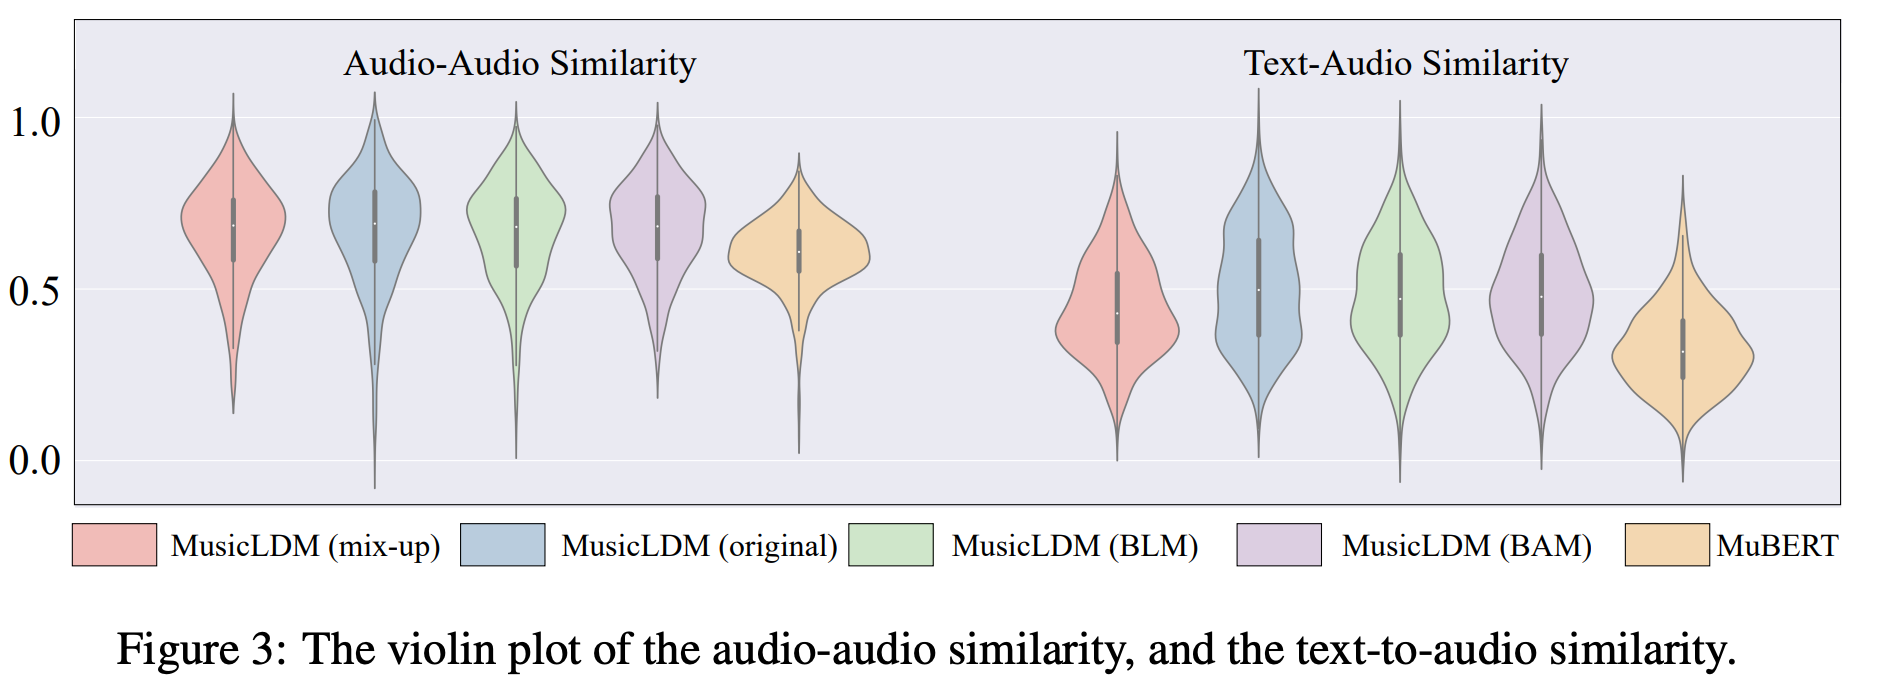 Audio-Audio Similarity
Text-Audio Similarity
1.0
0.5
0.0
MusicLDM (mix-up)
MusicLDM (original)
MusicLDM (BLM)
MusicLDM (BAM)
MuBERT
Figure 3: The violin plot of the audio-audio similarity, and the text-to-audio similarity.